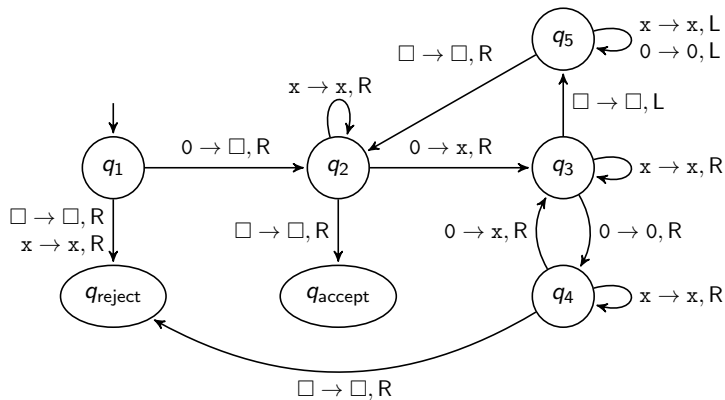 x → x, R
□ → □, R
q5
x → x, L
0 → 0, L
□ → □, L
q1
0 → □, R
q2
0 → x, R
q3
x → x, R
□ → □, R
x → x, R
□ → □, R
0 → x, R
0 → 0, R
qreject
qaccept
q4
x → x, R
□ → □, R